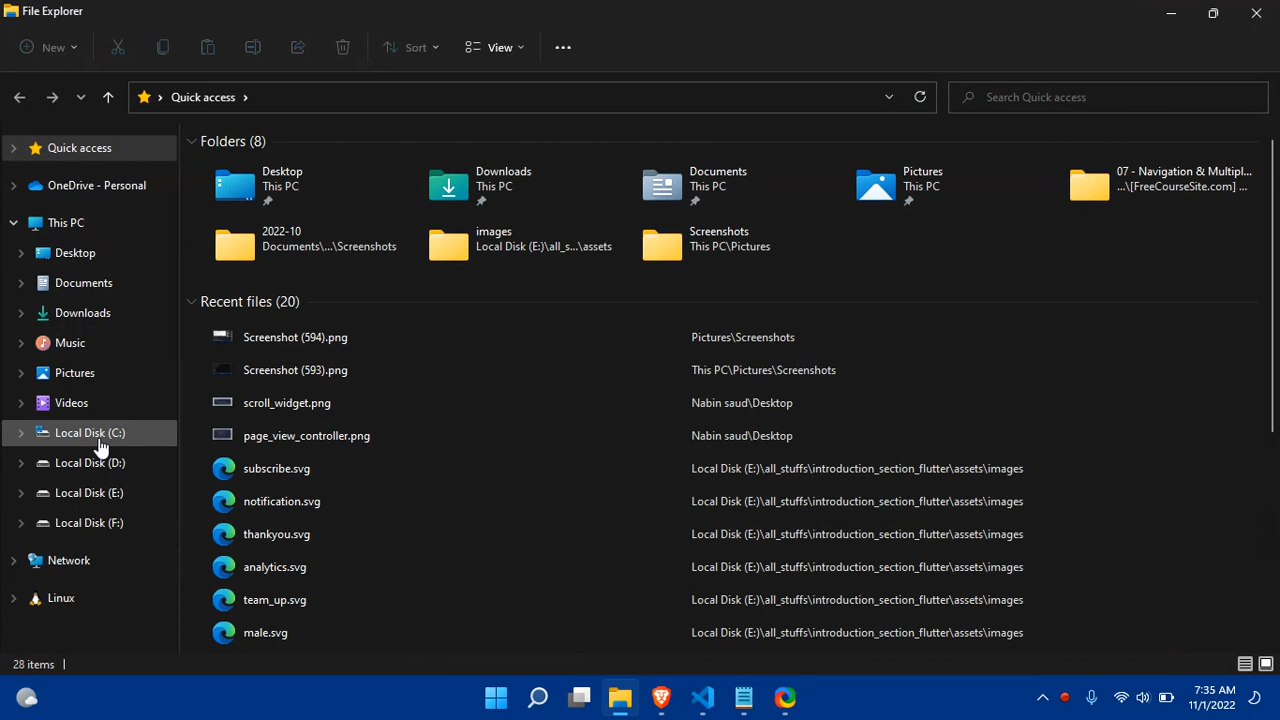 File Explorer
New
Sort
View
Quick access
Search Quick access
Quick access
OneDrive - Personal
This PC
Desktop
Documents
Downloads
Music
Pictures
Videos
Local Disk (C:)
Local Disk (D:)
Local Disk (E:)
Local Disk (F:)
Network
Linux
Folders (8)
Desktop
This PC
Downloads
This PC
Documents
This PC
Pictures
This PC
07 - Navigation & Multipl...
...\[FreeCourseSite.com] ...
2022-10
Documents\...\Screenshots
images
Local Disk (E:)\all_s...\assets
Screenshots
This PC\Pictures
Recent files (20)
Screenshot (594).png Pictures\Screenshots
Screenshot (593).png This PC\Pictures\Screenshots
scroll_widget.png Nabin saud\Desktop
page_view_controller.png Nabin saud\Desktop
subscribe.svg Local Disk (E:)\all_stuffs\introduction_section_flutter\assets\images
notification.svg Local Disk (E:)\all_stuffs\introduction_section_flutter\assets\images
thankyou.svg Local Disk (E:)\all_stuffs\introduction_section_flutter\assets\images
analytics.svg Local Disk (E:)\all_stuffs\introduction_section_flutter\assets\images
team_up.svg Local Disk (E:)\all_stuffs\introduction_section_flutter\assets\images
male.svg Local Disk (E:)\all_stuffs\introduction_section_flutter\assets\images
28 items
7:35 AM
11/1/2022